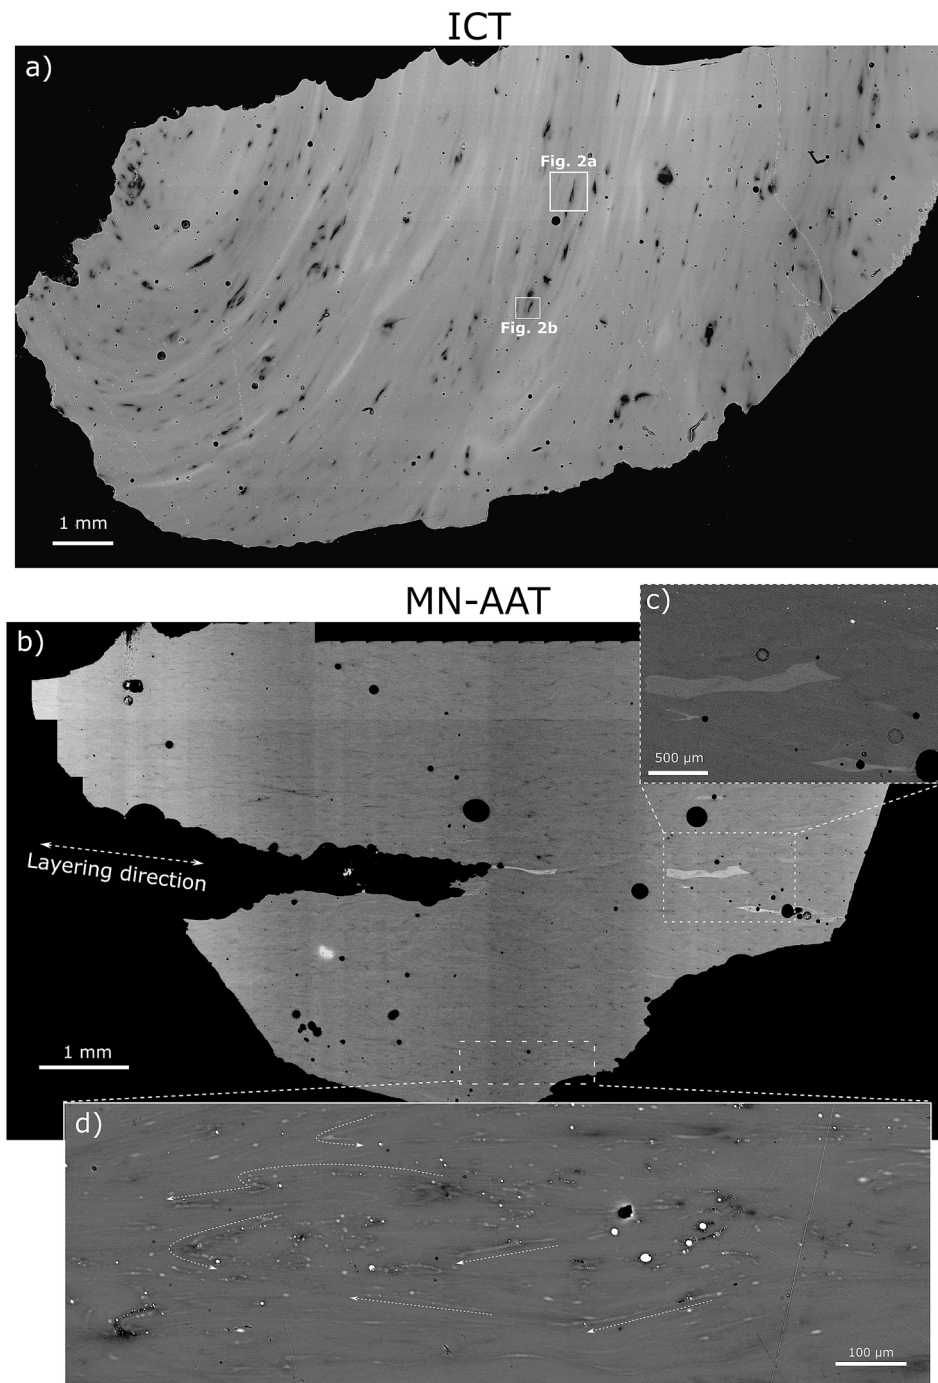 ICT
a)
Fig. 2a
Fig. 2b
1 mm
MN-AAT
c)
b)
500 µm
Layering direction
1 mm
d)
100 µm